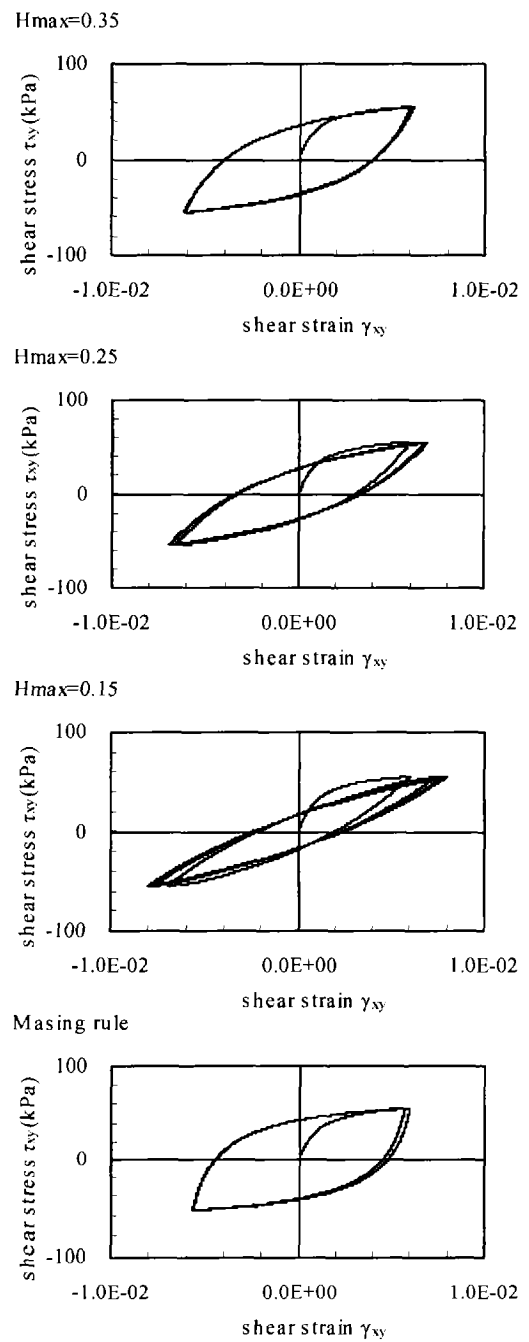 Hmax=0.35
100
0
-100
shear stress τxy(kPa)
-1.0E-02 0.0E+00 1.0E-02
shear strain γxy
Hmax=0.25
100
0
-100
shear stress τxy(kPa)
-1.0E-02 0.0E+00 1.0E-02
shear strain γxy
Hmax=0.15
100
0
-100
shear stress τxy(kPa)
-1.0E-02 0.0E+00 1.0E-02
shear strain γxy
Masing rule
100
0
-100
shear stress τxy(kPa)
-1.0E-02 0.0E+00 1.0E-02
shear strain γxy